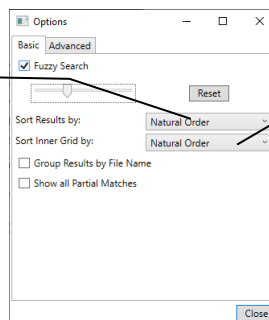 Options
Basic Advanced
Fuzzy Search
Reset
Sort Results by: Natural Order
Sort Inner Grid by: Natural Order
Group Results by File Name
Show all Partial Matches
Close